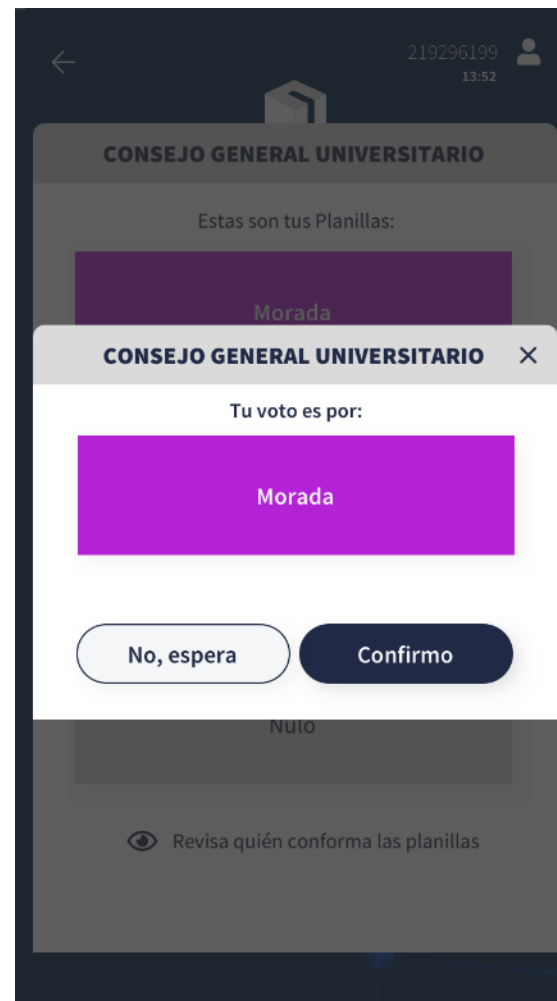 219296199
13:52
CONSEJO GENERAL UNIVERSITARIO
Estas son tus Planillas:
Morada
CONSEJO GENERAL UNIVERSITARIO
Tu voto es por:
Morada
No, espera
Confirmo
Nulo
Revisa quién conforma las planillas